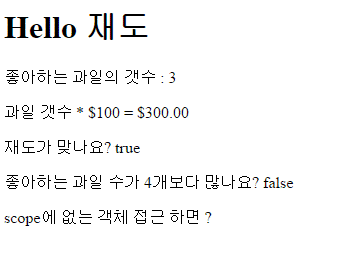 Hello 재도
좋아하는 과일의 갯수 : 3
과일 갯수 * $100 = $300.00
재도가 맞나요? true
좋아하는 과일 수가 4개보다 많나요? false
scope에 없는 객체 접근 하면 ?